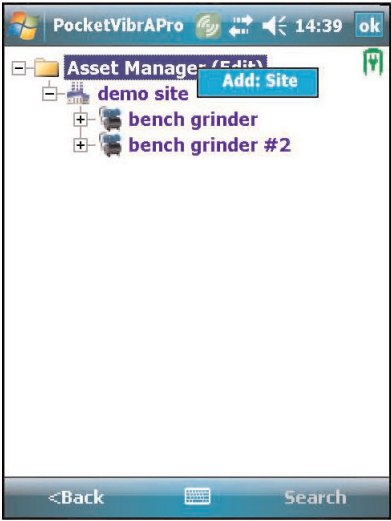 PocketVibrAPro 14:39 ok
Asset Manager (Edit)
Add: Site
demo site
bench grinder
bench grinder #2
<Back Search